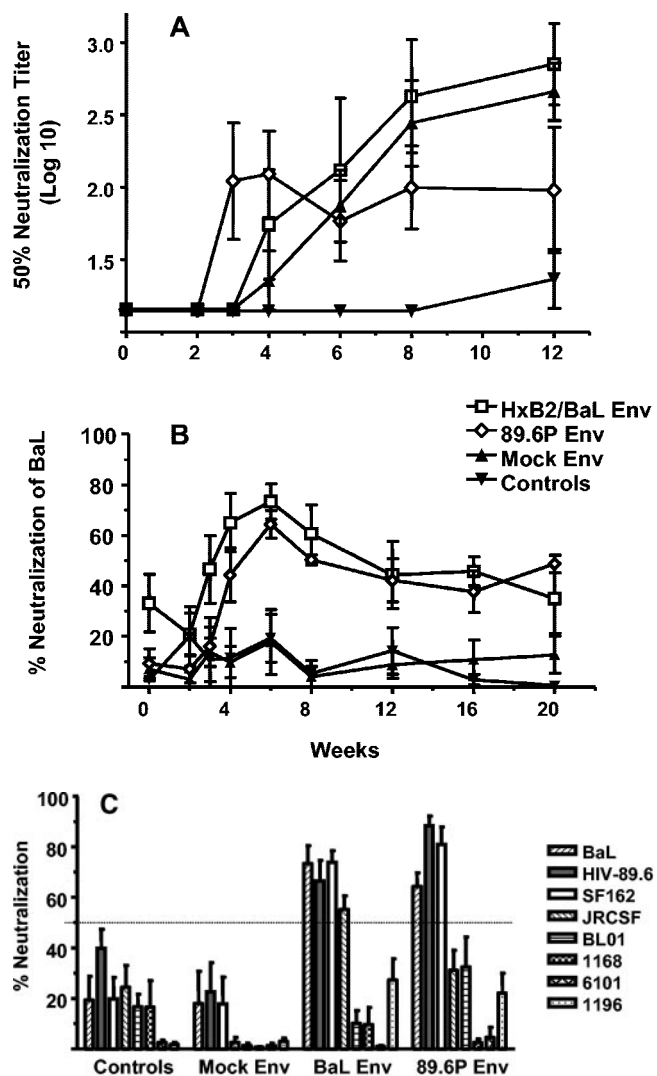 A
50% Neutralization Titer
(Log 10)
3.0
2.5
2.0
1.5
0 2 4 6 8 10 12
HxB2/BaL Env
89.6P Env
Mock Env
Controls
B
% Neutralization of BaL
100
80
60
40
20
0 4 8 12 16 20
Weeks
C
% Neutralization
100
80
60
40
20
Controls Mock Env BaL Env 89.6P Env
BaL
HIV-89.6
SF162
JRCSF
BL01
1168
6101
1196